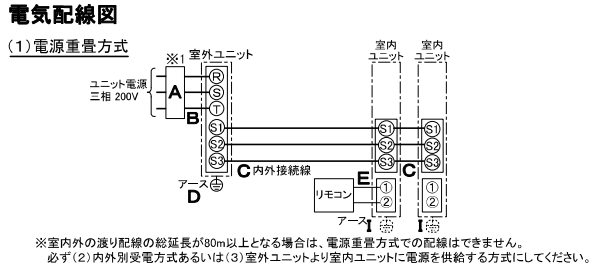 電気配線図
(1)電源重畳方式
※1
室外ユニット
室内
ユニット
室内
ユニット
ユニット電源
三相 200V
A
R
S
T
B
S1
S2
S3
S1
S2
S3
S1
S2
S3
C 内外接続線
C
アース
D
E
リモコン
①
②
①
②
アース I
I
※室内外の渡り配線の総延長が80m以上となる場合は、電源重畳方式での配線はできません。
必ず(2)内外別受電方式あるいは(3)室外ユニットより室内ユニットに電源を供給する方式にしてください。